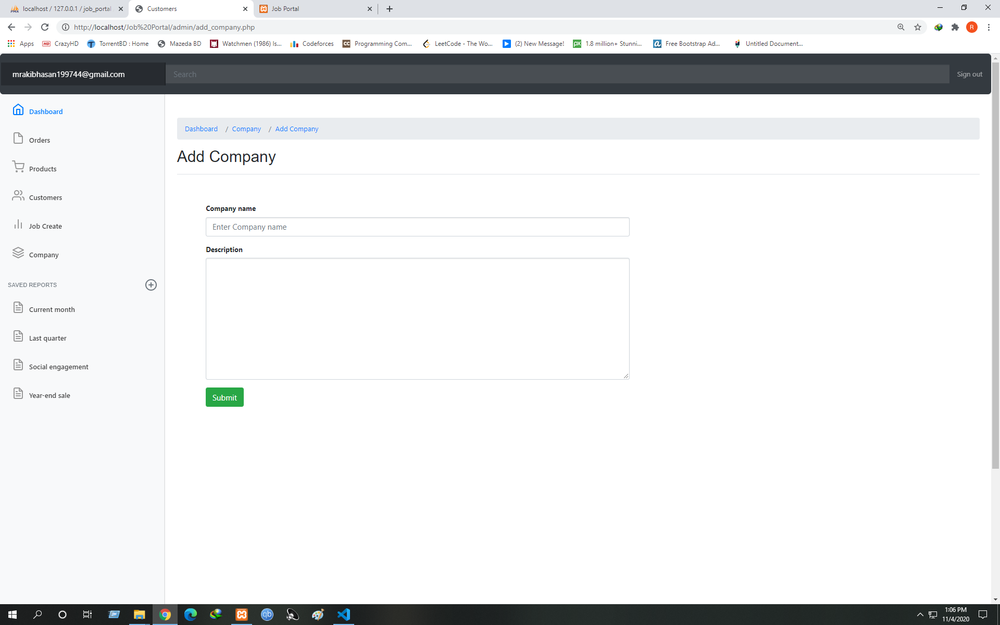 localhost / 127.0.0.1 / job_portal
Customers
Job Portal
http://localhost/Job%20Portal/admin/add_company.php
R
Apps
CrazyHD
TorrentBD : Home
Mazeda BD
Watchmen (1986) Is...
Codeforces
Programming Com...
LeetCode - The Wo...
(2) New Message!
1.8 million+ Stunni...
Free Bootstrap Ad...
Untitled Document...
mrakibhasan199744@gmail.com
Search
Sign out
Dashboard
Orders
Products
Customers
Job Create
Company
SAVED REPORTS
Current month
Last quarter
Social engagement
Year-end sale
Dashboard / Company / Add Company
Add Company
Company name
Enter Company name
Description
Submit
1:06 PM
11/4/2020